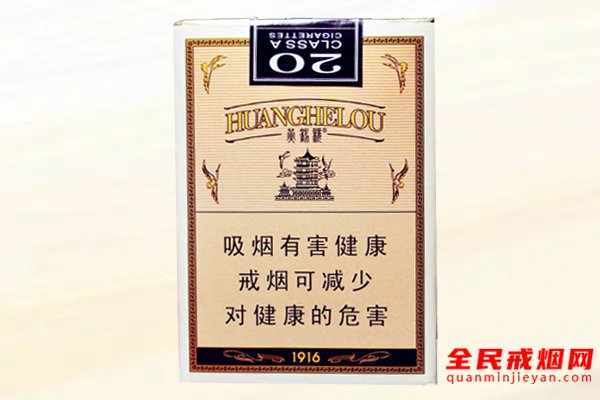 20
CLASS A
CIGARETTES
HUANGHELOU
黄鹤楼®
吸烟有害健康
戒烟可减少
对健康的危害
1916
全民戒烟网
quanminjieyan.com